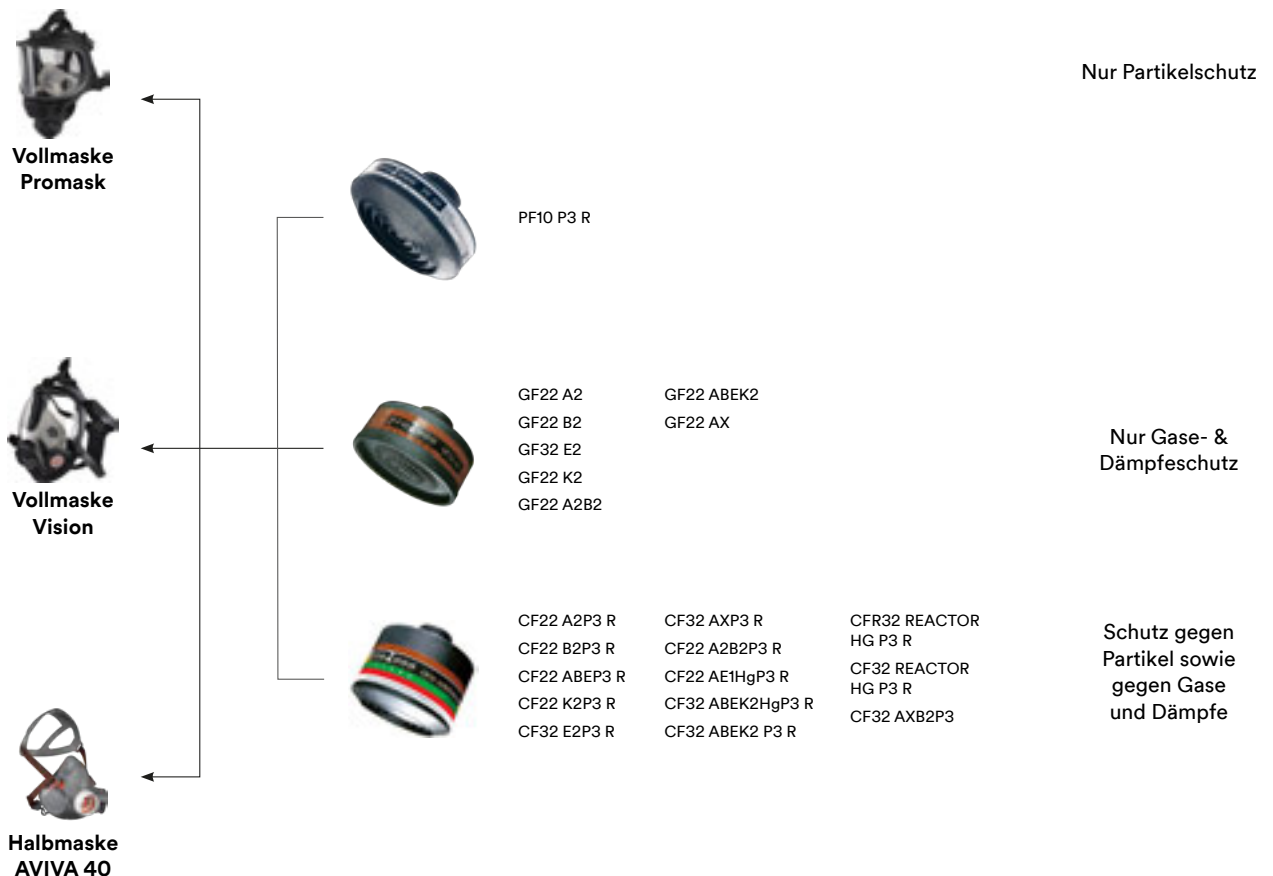 Nur Partikelschutz
Vollmaske
Promask
PF10 P3 R
GF22 A2
GF22 B2
GF32 E2
GF22 K2
GF22 A2B2
GF22 ABEK2
GF22 AX
Nur Gase- &
Dämpfeschutz
Vollmaske
Vision
CF22 A2P3 R
CF22 B2P3 R
CF22 ABEP3 R
CF22 K2P3 R
CF32 E2P3 R
CF32 AXP3 R
CF22 A2B2P3 R
CF22 AE1HgP3 R
CF32 ABEK2HgP3 R
CF32 ABEK2 P3 R
CFR32 REACTOR
HG P3 R
CF32 REACTOR
HG P3 R
CF32 AXB2P3
Schutz gegen
Partikel sowie
gegen Gase
und Dämpfe
Halbmaske
AVIVA 40